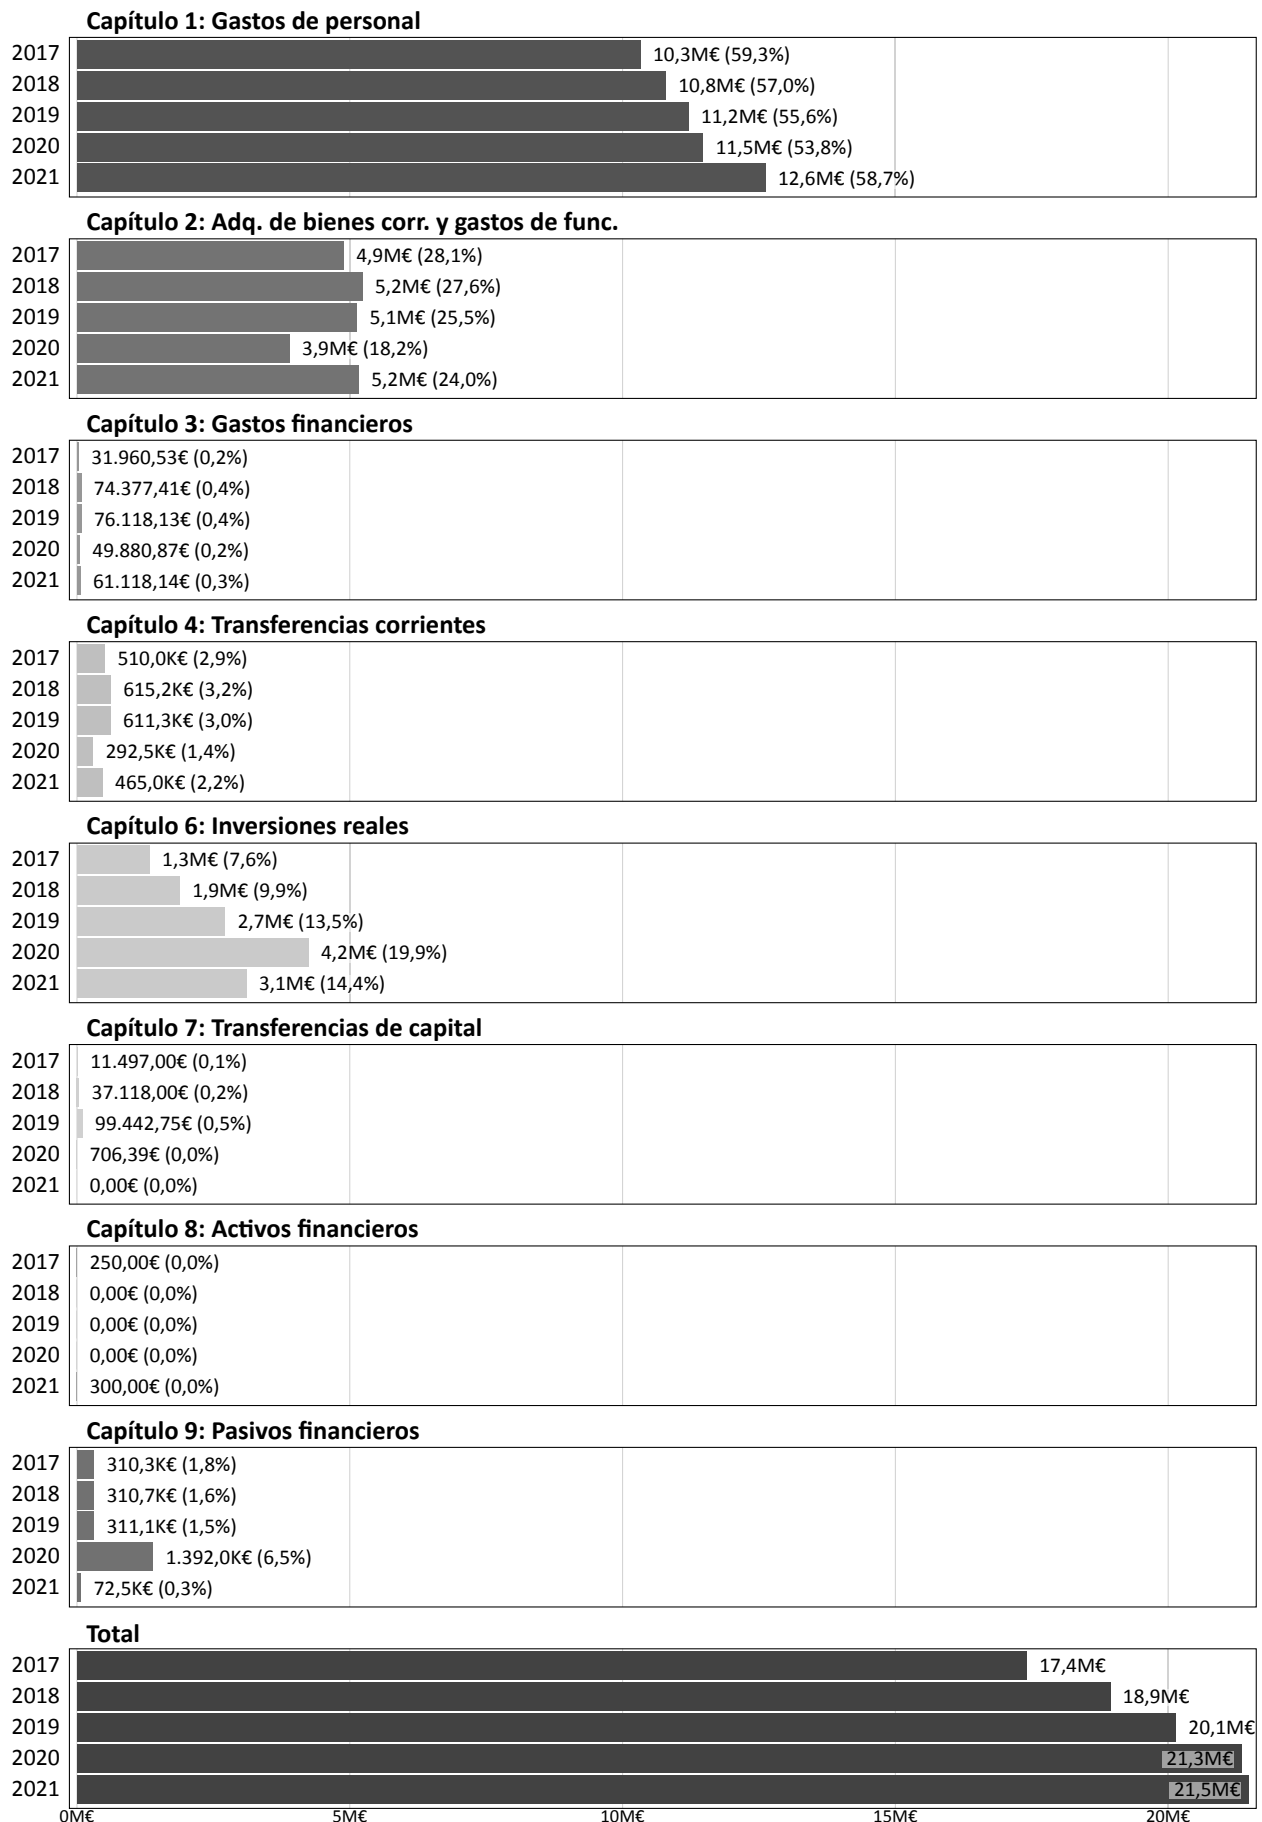 Capítulo 1: Gastos de personal
2017 10,3M€ (59,3%)
2018 10,8M€ (57,0%)
2019 11,2M€ (55,6%)
2020 11,5M€ (53,8%)
2021 12,6M€ (58,7%)
Capítulo 2: Adq. de bienes corr. y gastos de func.
2017 4,9M€ (28,1%)
2018 5,2M€ (27,6%)
2019 5,1M€ (25,5%)
2020 3,9M€ (18,2%)
2021 5,2M€ (24,0%)
Capítulo 3: Gastos financieros
2017 31.960,53€ (0,2%)
2018 74.377,41€ (0,4%)
2019 76.118,13€ (0,4%)
2020 49.880,87€ (0,2%)
2021 61.118,14€ (0,3%)
Capítulo 4: Transferencias corrientes
2017 510,0K€ (2,9%)
2018 615,2K€ (3,2%)
2019 611,3K€ (3,0%)
2020 292,5K€ (1,4%)
2021 465,0K€ (2,2%)
Capítulo 6: Inversiones reales
2017 1,3M€ (7,6%)
2018 1,9M€ (9,9%)
2019 2,7M€ (13,5%)
2020 4,2M€ (19,9%)
2021 3,1M€ (14,4%)
Capítulo 7: Transferencias de capital
2017 11.497,00€ (0,1%)
2018 37.118,00€ (0,2%)
2019 99.442,75€ (0,5%)
2020 706,39€ (0,0%)
2021 0,00€ (0,0%)
Capítulo 8: Activos financieros
2017 250,00€ (0,0%)
2018 0,00€ (0,0%)
2019 0,00€ (0,0%)
2020 0,00€ (0,0%)
2021 300,00€ (0,0%)
Capítulo 9: Pasivos financieros
2017 310,3K€ (1,8%)
2018 310,7K€ (1,6%)
2019 311,1K€ (1,5%)
2020 1.392,0K€ (6,5%)
2021 72,5K€ (0,3%)
Total
2017 17,4M€
2018 18,9M€
2019 20,1M€
2020 21,3M€
2021 21,5M€
0M€ 5M€ 10M€ 15M€ 20M€